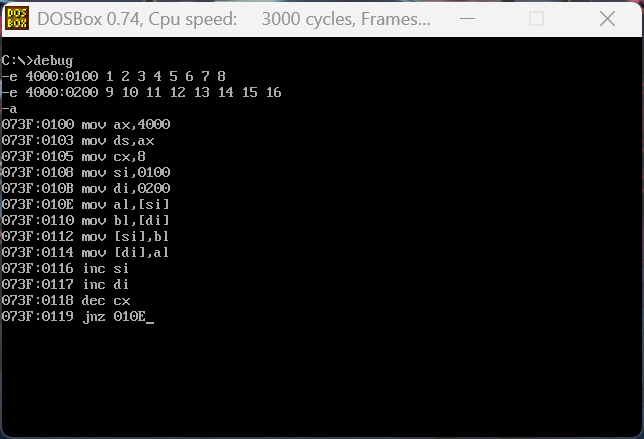 DOS BOX
DOSBox 0.74, Cpu speed: 3000 cycles, Frames...
C:\>debug
-e 4000:0100 1 2 3 4 5 6 7 8
-e 4000:0200 9 10 11 12 13 14 15 16
-a
073F:0100 mov ax,4000
073F:0103 mov ds,ax
073F:0105 mov cx,8
073F:0108 mov si,0100
073F:010B mov di,0200
073F:010E mov al,[si]
073F:0110 mov bl,[di]
073F:0112 mov [si],bl
073F:0114 mov [di],al
073F:0116 inc si
073F:0117 inc di
073F:0118 dec cx
073F:0119 jnz 010E_